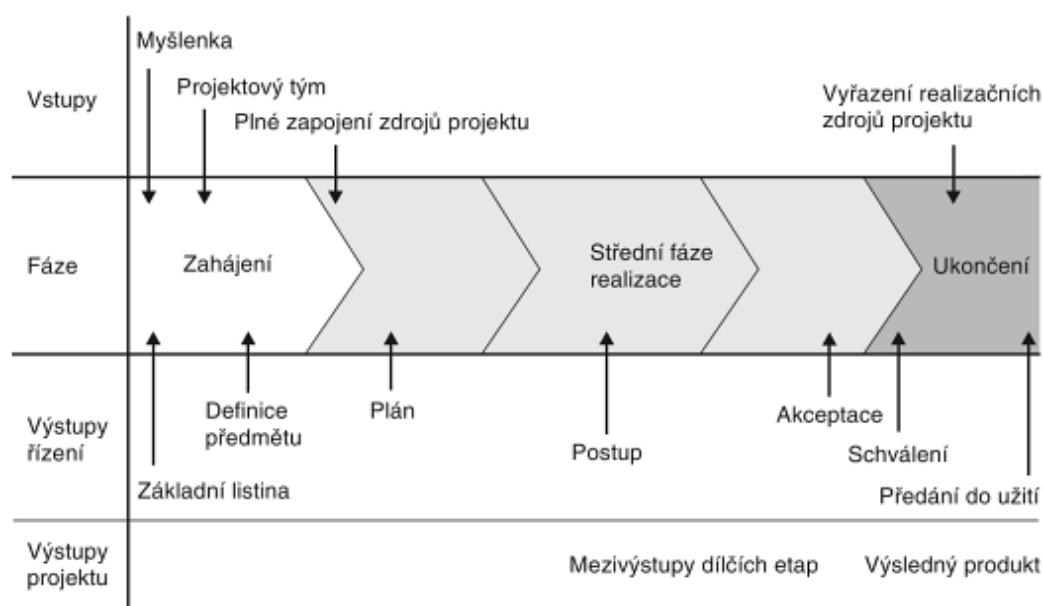 Myšlenka
Vstupy
Projektový tým
Plné zapojení zdrojů projektu
Vyřazení realizačních
zdrojů projektu
Fáze
Zahájení
Střední fáze
realizace
Ukončení
Výstupy
řízení
Definice
předmětu
Plán
Postup
Akceptace
Schválení
Základní listina
Předání do užití
Výstupy
projektu
Mezivýstupy dílčích etap
Výsledný produkt